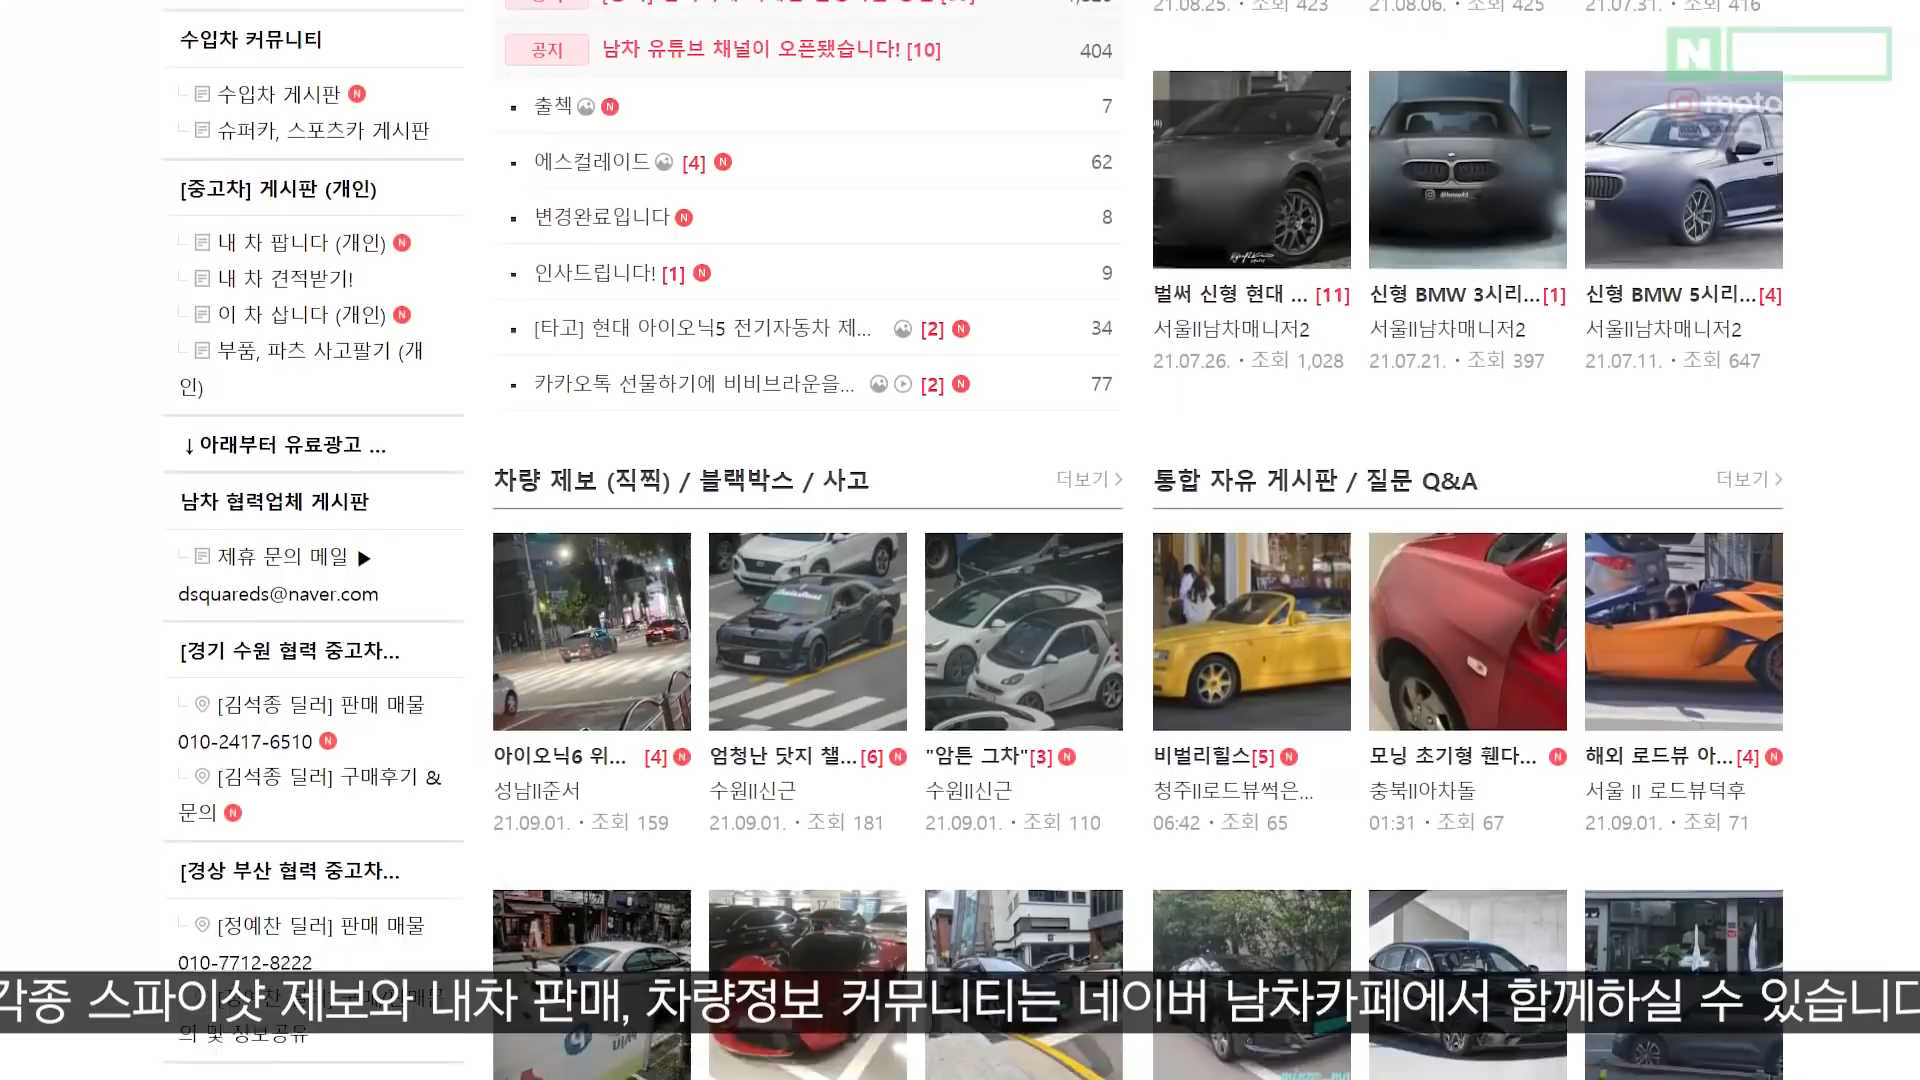 수입차 커뮤니티
수입차 게시판 N
슈퍼카, 스포츠카 게시판
[중고차] 게시판 (개인)
내 차 팝니다 (개인) N
내 차 견적받기!
이 차 삽니다 (개인) N
부품, 파츠 사고팔기 (개
인)
↓아래부터 유료광고 ...
남차 협력업체 게시판
제휴 문의 메일 ▶
dsquareds@naver.com
[경기 수원 협력 중고차...
[김석종 딜러] 판매 매물
010-2417-6510 N
[김석종 딜러] 구매후기 &
문의 N
[경상 부산 협력 중고차...
[정예찬 딜러] 판매 매물
010-7712-8222
의 및 정보공유
공지 남차 유튜브 채널이 오픈됐습니다! [10] 404
출첵 N 7
에스컬레이드 [4] N 62
변경완료입니다 N 8
인사드립니다! [1] N 9
[타고] 현대 아이오닉5 전기자동차 제... [2] N 34
카카오톡 선물하기에 비비브라운을... [2] N 77
21.08.25. · 조회 423
21.08.06. · 조회 425
21.07.31. · 조회 416
N
moto
벌써 신형 현대 ... [11]
서울II남차매니저2
21.07.26. · 조회 1,028
신형 BMW 3시리...[1]
서울II남차매니저2
21.07.21. · 조회 397
신형 BMW 5시리...[4]
서울II남차매니저2
21.07.11. · 조회 647
차량 제보 (직찍) / 블랙박스 / 사고 더보기 >
아이오닉6 위... [4] N
성남II준서
21.09.01. · 조회 159
엄청난 닷지 챌...[6] N
수원II신근
21.09.01. · 조회 181
"암튼 그차"[3] N
수원II신근
21.09.01. · 조회 110
통합 자유 게시판 / 질문 Q&A 더보기 >
비벌리힐스[5] N
청주II로드뷰썩은...
06:42 · 조회 65
모닝 초기형 휀다... N
충북II아차돌
01:31 · 조회 67
해외 로드뷰 아...[4] N
서울 II 로드뷰덕후
21.09.01. · 조회 71
각종 스파이샷 제보와 내차 판매, 차량정보 커뮤니티는 네이버 남차카페에서 함께하실 수 있습니다